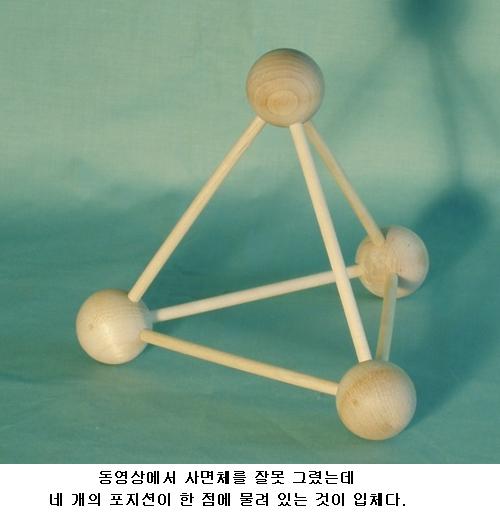 동영상에서 사면체를 잘못 그렸는데
네 개의 포지션이 한 점에 물려 있는 것이 입체다.